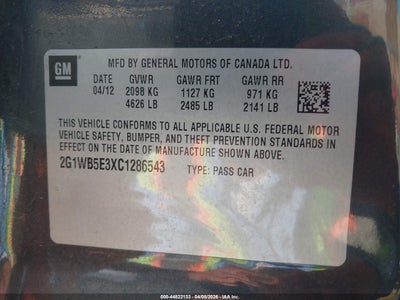 GM
MFD BY GENERAL MOTORS OF CANADA LTD.
DATE GVWR GAWR FRT GAWR RR
04/12 2098 KG 1127 KG 971 KG
4626 LB 2485 LB 2141 LB
THIS VEHICLE CONFORMS TO ALL APPLICABLE U.S. FEDERAL MOTOR
VEHICLE SAFETY, BUMPER, AND THEFT PREVENTION STANDARDS IN
EFFECT ON THE DATE OF MANUFACTURE SHOWN ABOVE.
2G1WB5E3XC1286543 TYPE: PASS CAR
000-44822133 - 04/09/2026 - IAA Inc.